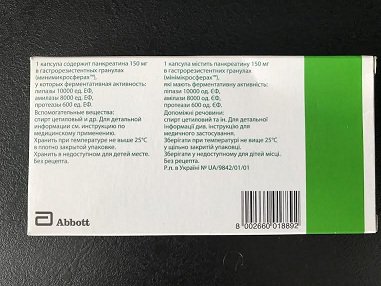 1 капсула содержит панкреатина 150 мг
в гастрорезистентных гранулах
(минимикросферах™),
у которых ферментативная активность:
липазы 10000 ед. ЕФ,
амилазы 8000 ед. ЕФ,
протеазы 600 ед. ЕФ.
Вспомогательные вещества:
спирт цетиловый и др. Для детальной
информации см. инструкцию по
медицинскому применению.
Хранить при температуре не выше 25°С
в плотно закрытой упаковке.
Хранить в недоступном для детей месте.
Без рецепта.
1 капсула містить панкреатину 150 мг
в гастрорезистентних гранулах
(мінімікросферах™),
які мають ферментативну активність:
ліпази 10000 од. ЄФ,
амілази 8000 од. ЄФ,
протеази 600 од. ЄФ.
Допоміжні речовини:
спирт цетиловий та ін. Для детальної
інформації див. інструкцію для
медичного застосування.
Зберігати при температурі не вище 25°С
у щільно закритій упаковці.
Зберігати у недоступному для дітей місці.
Без рецепта.
Р.п. в Україні № UA/9842/01/01
Abbott
8 002660 018892